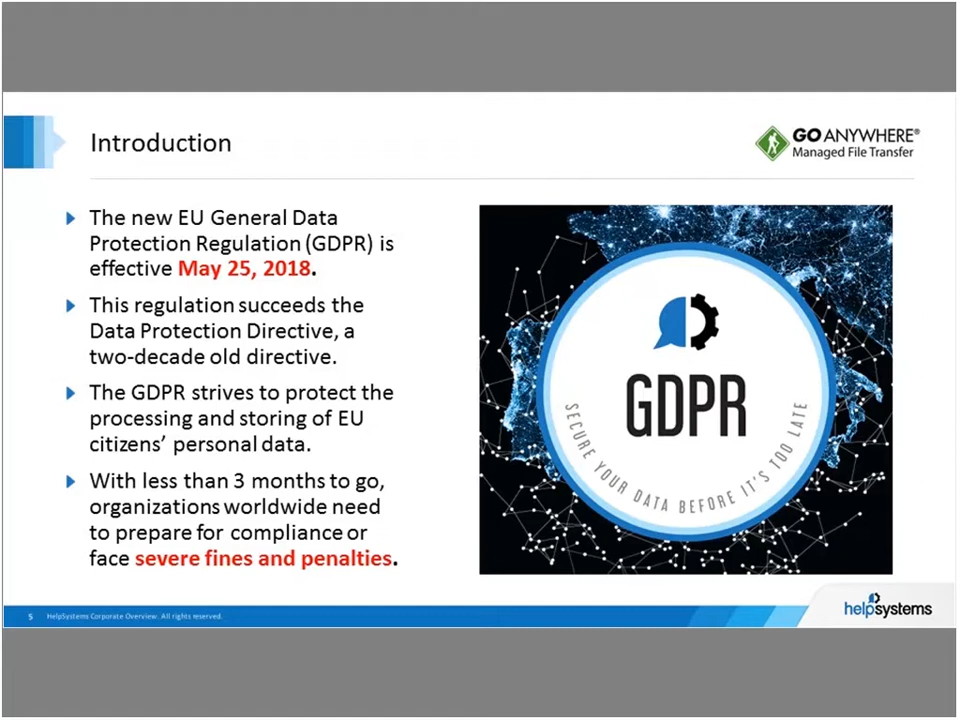 Introduction
GO ANYWHERE®
Managed File Transfer
The new EU General Data
Protection Regulation (GDPR) is
effective May 25, 2018.
This regulation succeeds the
Data Protection Directive, a
two-decade old directive.
The GDPR strives to protect the
processing and storing of EU
citizens’ personal data.
With less than 3 months to go,
organizations worldwide need
to prepare for compliance or
face severe fines and penalties.
GDPR
SECURE YOUR DATA BEFORE IT'S TOO LATE
5 HelpSystems Corporate Overview. All rights reserved.
helpsystems